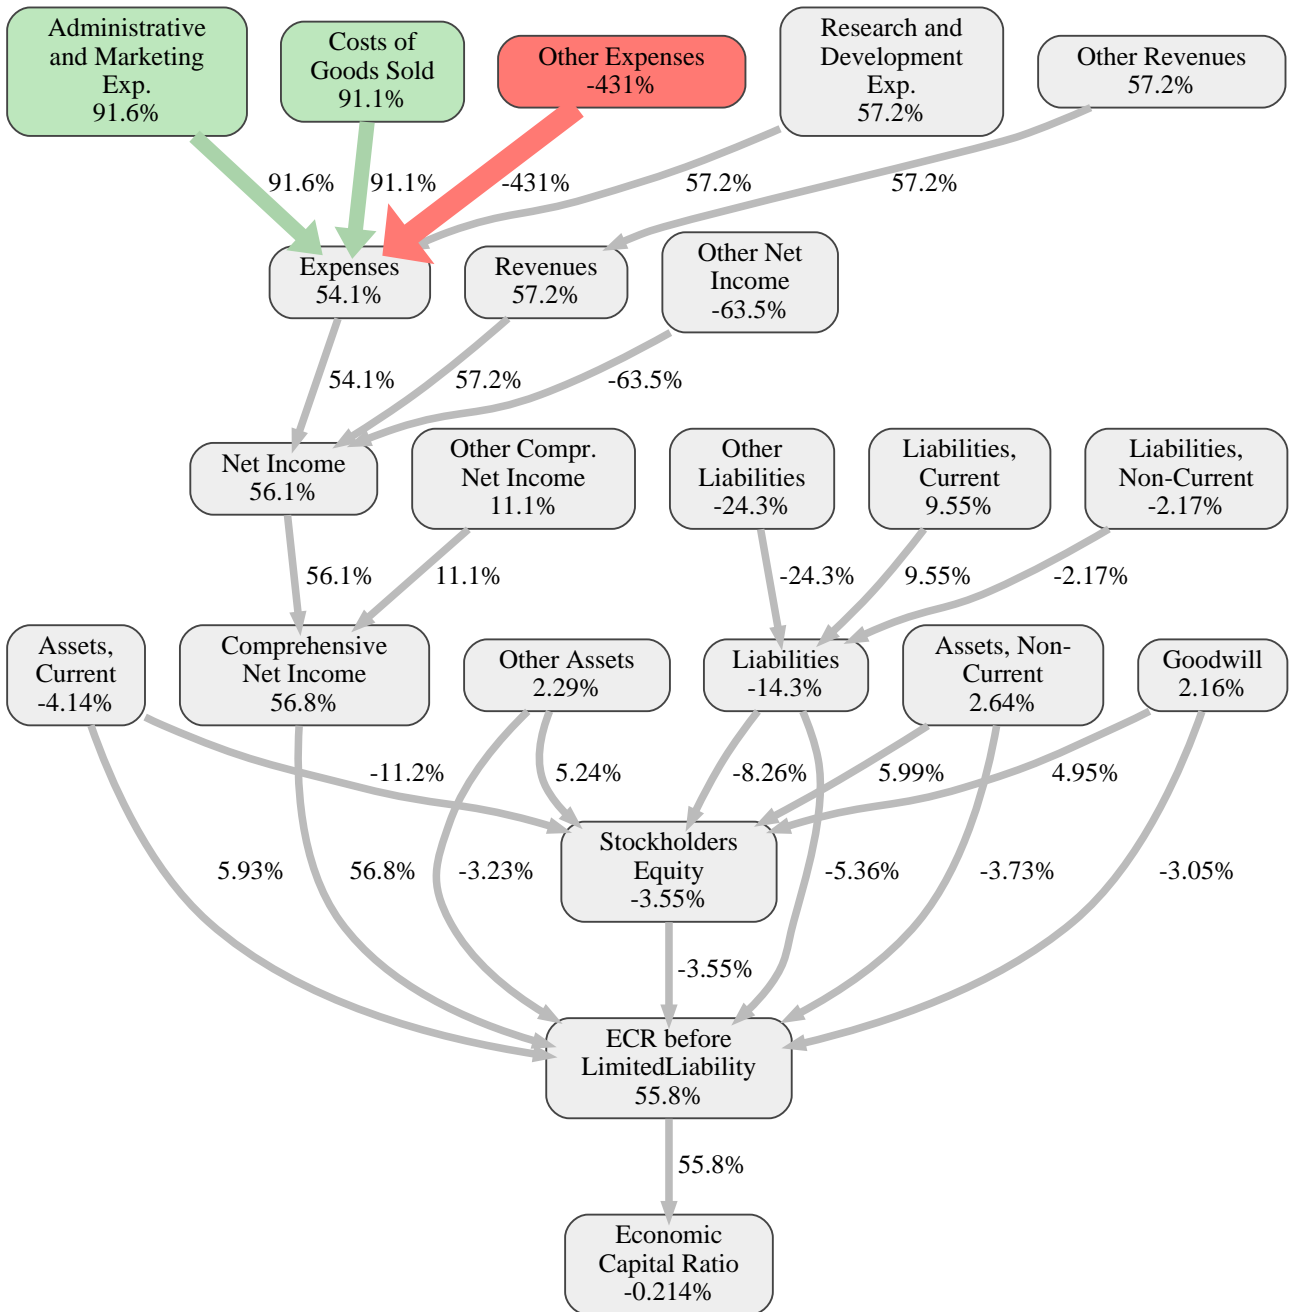 Administrative
and Marketing
Exp.
91.6%
Costs of
Goods Sold
91.1%
Other Expenses
-431%
Research and
Development
Exp.
57.2%
Other Revenues
57.2%
91.6%
91.1%
-431%
57.2%
57.2%
Expenses
54.1%
Revenues
57.2%
Other Net
Income
-63.5%
54.1%
57.2%
-63.5%
Net Income
56.1%
Other Compr.
Net Income
11.1%
Other
Liabilities
-24.3%
Liabilities,
Current
9.55%
Liabilities,
Non-Current
-2.17%
56.1%
11.1%
-24.3%
9.55%
-2.17%
Assets,
Current
-4.14%
Comprehensive
Net Income
56.8%
Other Assets
2.29%
Liabilities
-14.3%
Assets, Non-
Current
2.64%
Goodwill
2.16%
-11.2%
5.24%
-8.26%
5.99%
4.95%
Stockholders
Equity
-3.55%
5.93%
56.8%
-3.23%
-5.36%
-3.73%
-3.05%
-3.55%
ECR before
LimitedLiability
55.8%
55.8%
Economic
Capital Ratio
-0.214%